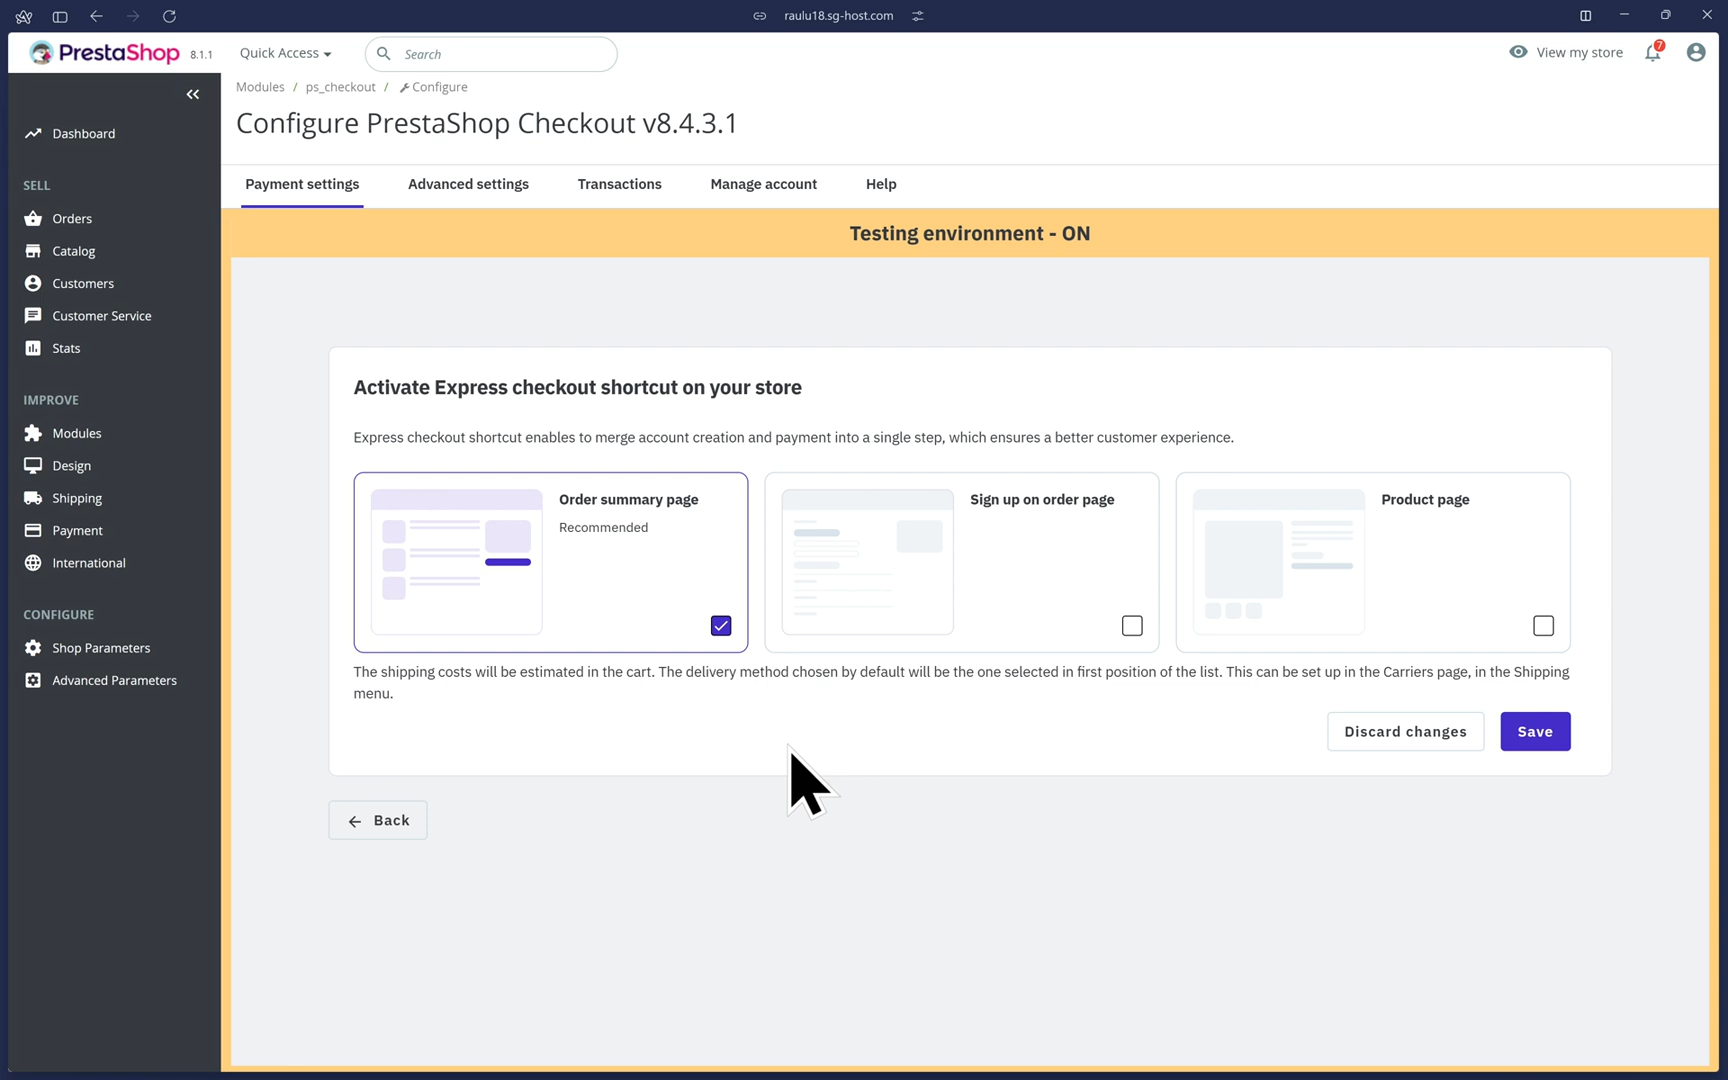 raulu18.sg-host.com
PrestaShop 8.1.1
Quick Access
Search
View my store
7
Modules / ps_checkout / Configure
Configure PrestaShop Checkout v8.4.3.1
Payment settings
Advanced settings
Transactions
Manage account
Help
Dashboard
SELL
Orders
Catalog
Customers
Customer Service
Stats
IMPROVE
Modules
Design
Shipping
Payment
International
CONFIGURE
Shop Parameters
Advanced Parameters
Testing environment - ON
Activate Express checkout shortcut on your store
Express checkout shortcut enables to merge account creation and payment into a single step, which ensures a better customer experience.
Order summary page
Recommended
Sign up on order page
Product page
The shipping costs will be estimated in the cart. The delivery method chosen by default will be the one selected in first position of the list. This can be set up in the Carriers page, in the Shipping
menu.
Discard changes
Save
Back